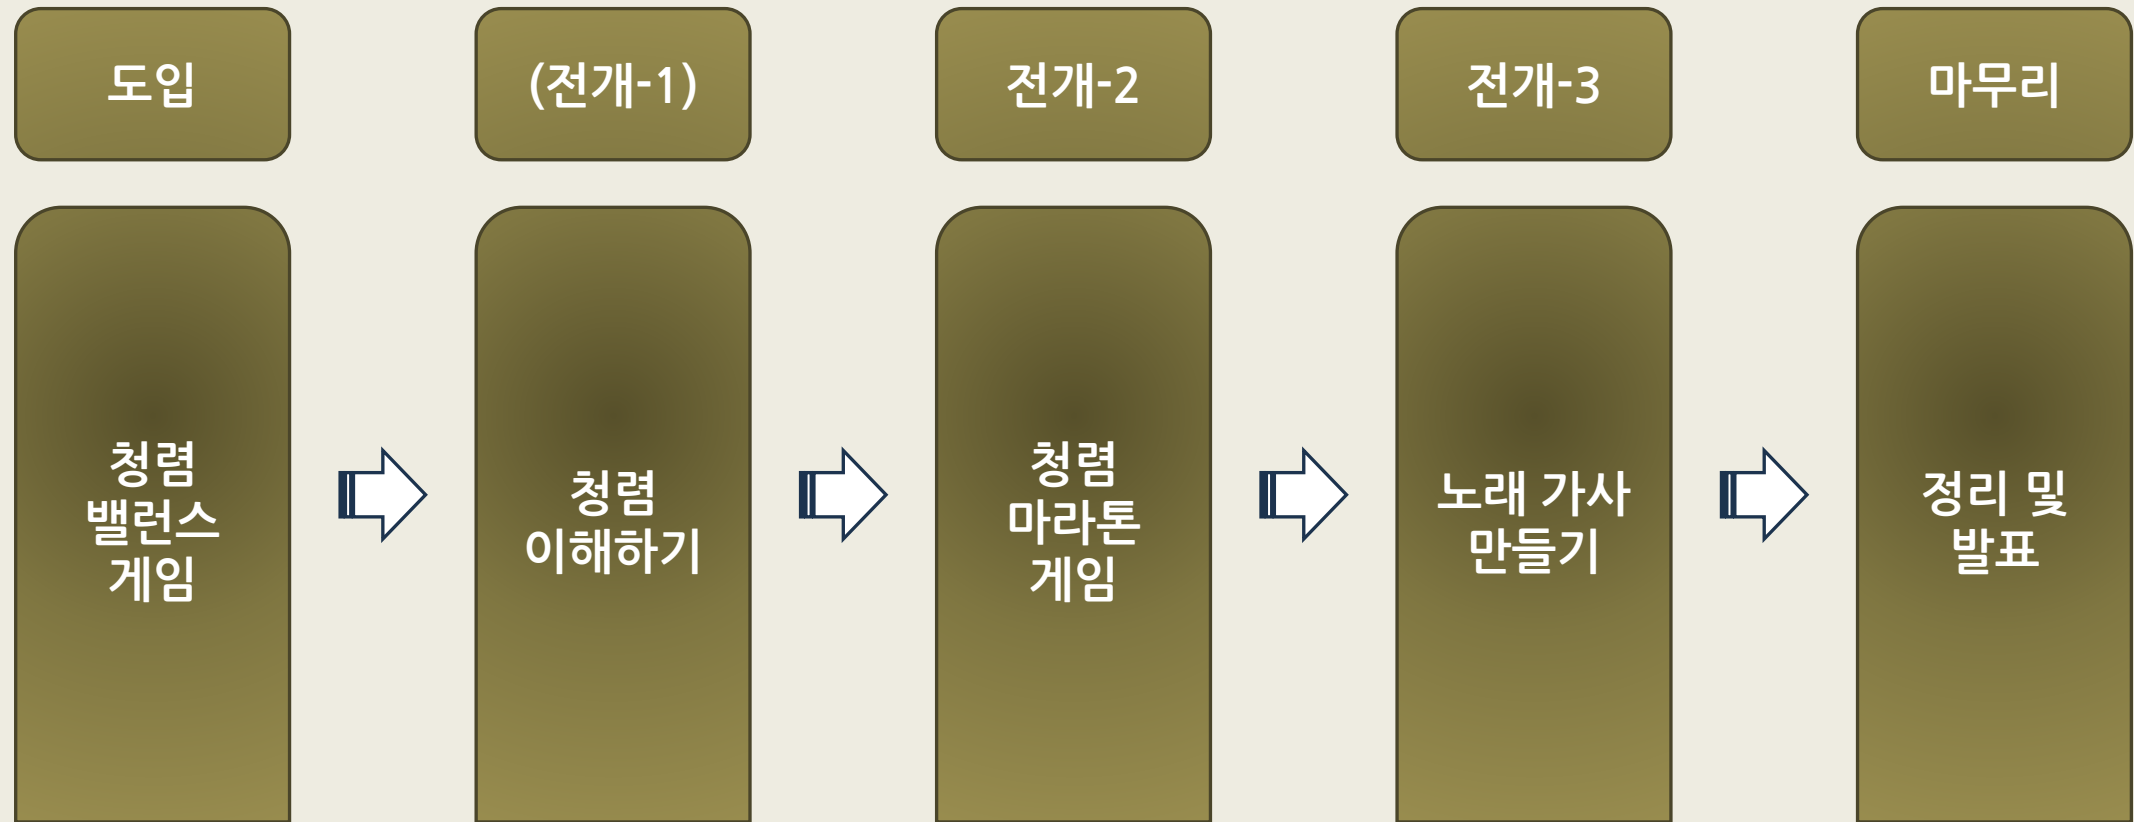 도입
(전개-1)
전개-2
전개-3
마무리
청렴
밸런스
게임
청렴
이해하기
청렴
마라톤
게임
노래 가사
만들기
정리 및
발표